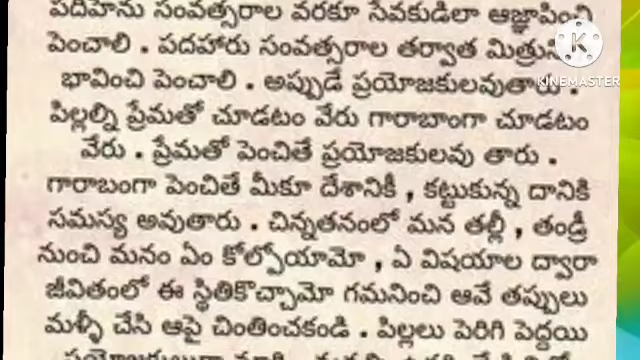 పదిహేను సంవత్సరాల వరకూ సేవకుడిలా ఆజ్ఞాపించి
పెంచాలి . పదహారు సంవత్సరాల తర్వాత
భావించి పెంచాలి . అప్పుడే ప్రయోజకులవుతారు .
KINEMASTER
పిల్లల్ని ప్రేమతో చూడటం వేరు గారాబంగా చూడటం
వేరు . ప్రేమతో పెంచితే ప్రయోజకులవు తారు .
గారాబంగా పెంచితే మీకూ దేశానికీ , కట్టుకున్న దానికి
సమస్య అవుతారు . చిన్నతనంలో మన తల్లీ , తండ్రీ
నుంచి మనం ఏం కోల్పోయామో , ఏ విషయాల ద్వారా
జీవితంలో ఈ స్థితికొచ్చామో గమనించి ఆవే తప్పులు
మళ్ళీ చేసి ఆపై చింతించకండి . పిల్లలు పెరిగి పెద్దయి